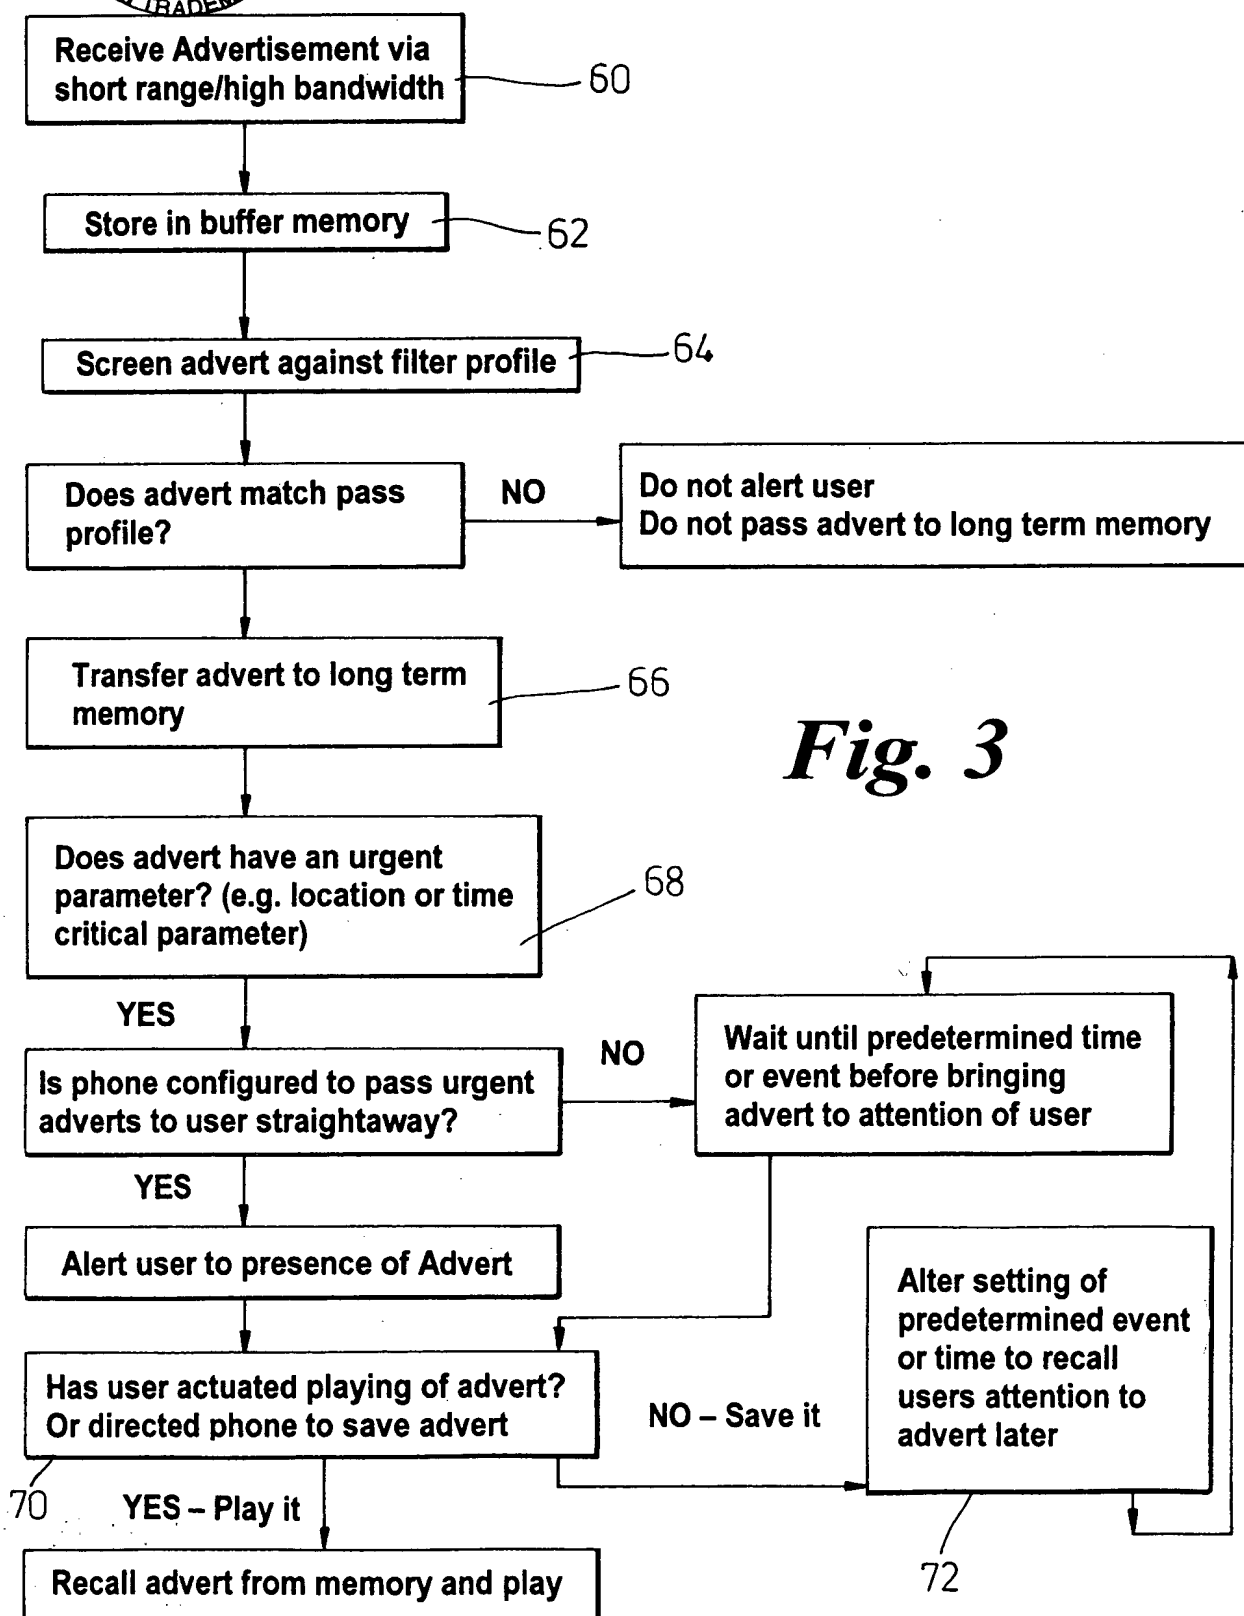 TRADEM
Receive Advertisement via
short range/high bandwidth
60
Store in buffer memory
62
Screen advert against filter profile
64
Does advert match pass
profile?
NO
Do not alert user
Do not pass advert to long term memory
Transfer advert to long term
memory
66
Fig. 3
Does advert have an urgent
parameter? (e.g. location or time
critical parameter)
68
YES
Is phone configured to pass urgent
adverts to user straightaway?
NO
Wait until predetermined time
or event before bringing
advert to attention of user
YES
Alert user to presence of Advert
Has user actuated playing of advert?
Or directed phone to save advert
70
NO – Save it
Alter setting of
predetermined event
or time to recall
users attention to
advert later
72
YES – Play it
Recall advert from memory and play